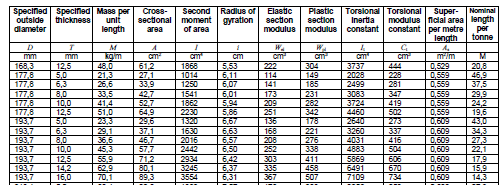 Specified outside diameter Specified thickness Mass per unit length Cross-sectional area Second moment of area Radius of gyration Elastic section modulus Plastic section modulus Torsional inertia constant Torsional modulus constant Super-ficial area per metre length Nominal length per tonne
D T M A I i Wel Wpl It Ct As
mm mm kg/m cm² cm⁴ cm cm³ cm³ cm⁴ cm³ m²/m M
168,3 12,5 48,0 61,2 1868 5,53 222 304 3737 444 0,529 20,8
177,8 5,0 21,3 27,1 1014 6,11 114 149 2028 228 0,559 46,9
177,8 6,3 26,6 33,9 1250 6,07 141 185 2499 281 0,559 37,5
177,8 8,0 33,5 42,7 1541 6,01 173 231 3083 347 0,559 29,9
177,8 10,0 41,4 52,7 1862 5,94 209 282 3724 419 0,559 24,2
177,8 12,5 51,0 64,9 2230 5,86 251 342 4460 502 0,559 19,6
193,7 5,0 23,3 29,6 1320 6,67 136 178 2640 273 0,609 43,0
193,7 6,3 29,1 37,1 1630 6,63 168 221 3260 337 0,609 34,3
193,7 8,0 36,6 46,7 2016 6,57 208 276 4031 416 0,609 27,3
193,7 10,0 45,3 57,7 2442 6,50 252 338 4883 504 0,609 22,1
193,7 12,5 55,9 71,2 2934 6,42 303 411 5869 606 0,609 17,9
193,7 14,2 62,9 80,1 3245 6,37 335 458 6491 670 0,609 15,9
193,7 16,0 70,1 89,3 3554 6,31 367 507 7109 734 0,609 14,3